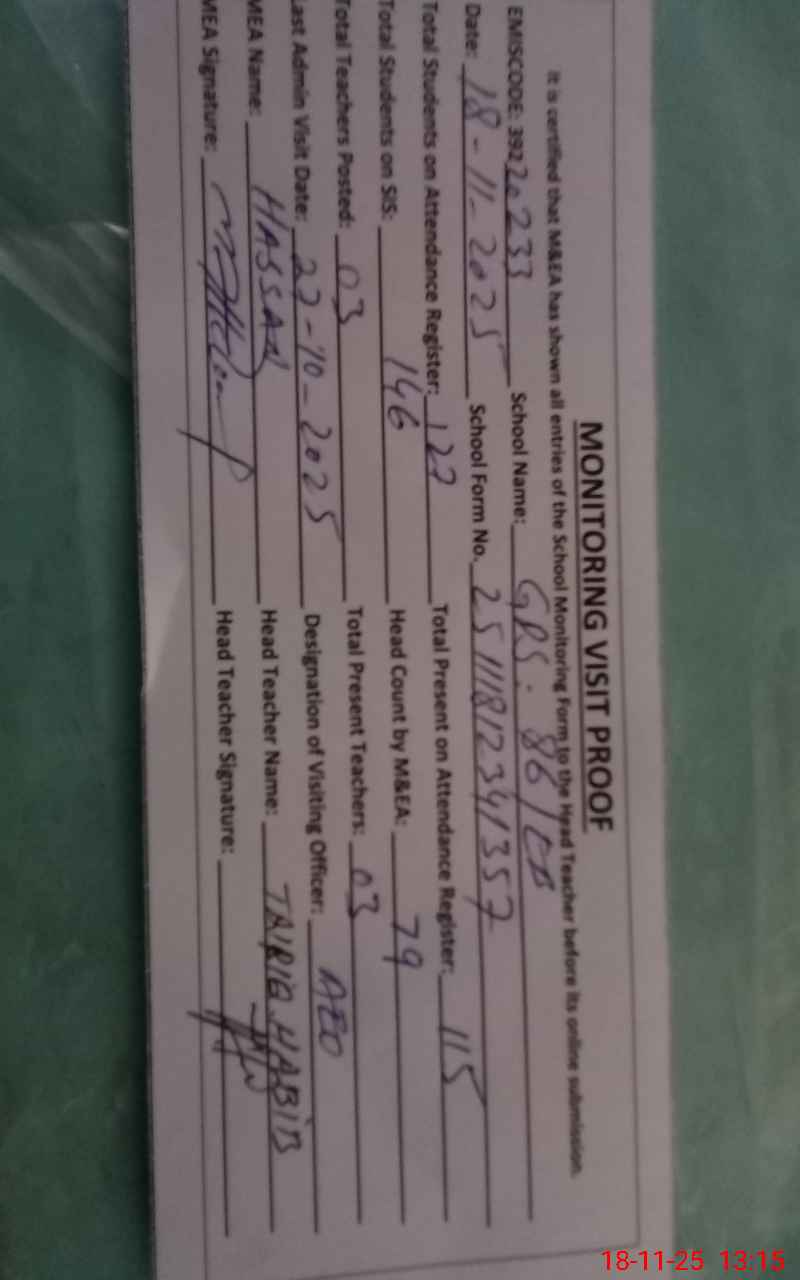 MONITORING VISIT PROOF
It is certified that M&EA has shown all entries of the School Monitoring Form to the Head Teacher before its online submission.
EMISCODE: 39220233 School Name: GPS. 86/CB
Date: 18-11-2025 School Form No. 25111812341357
Total Students on Attendance Register: 127 Total Present on Attendance Register: 115
Total Students on SIS: 146 Head Count by M&EA: 79
Total Teachers Posted: 03 Total Present Teachers: 03
Last Admin Visit Date: 27-10-2025 Designation of Visiting Officer: AEO
MEA Name: HASSAN Head Teacher Name: TARIQ HABIB
MEA Signature: Head Teacher Signature:
18-11-25 13:15